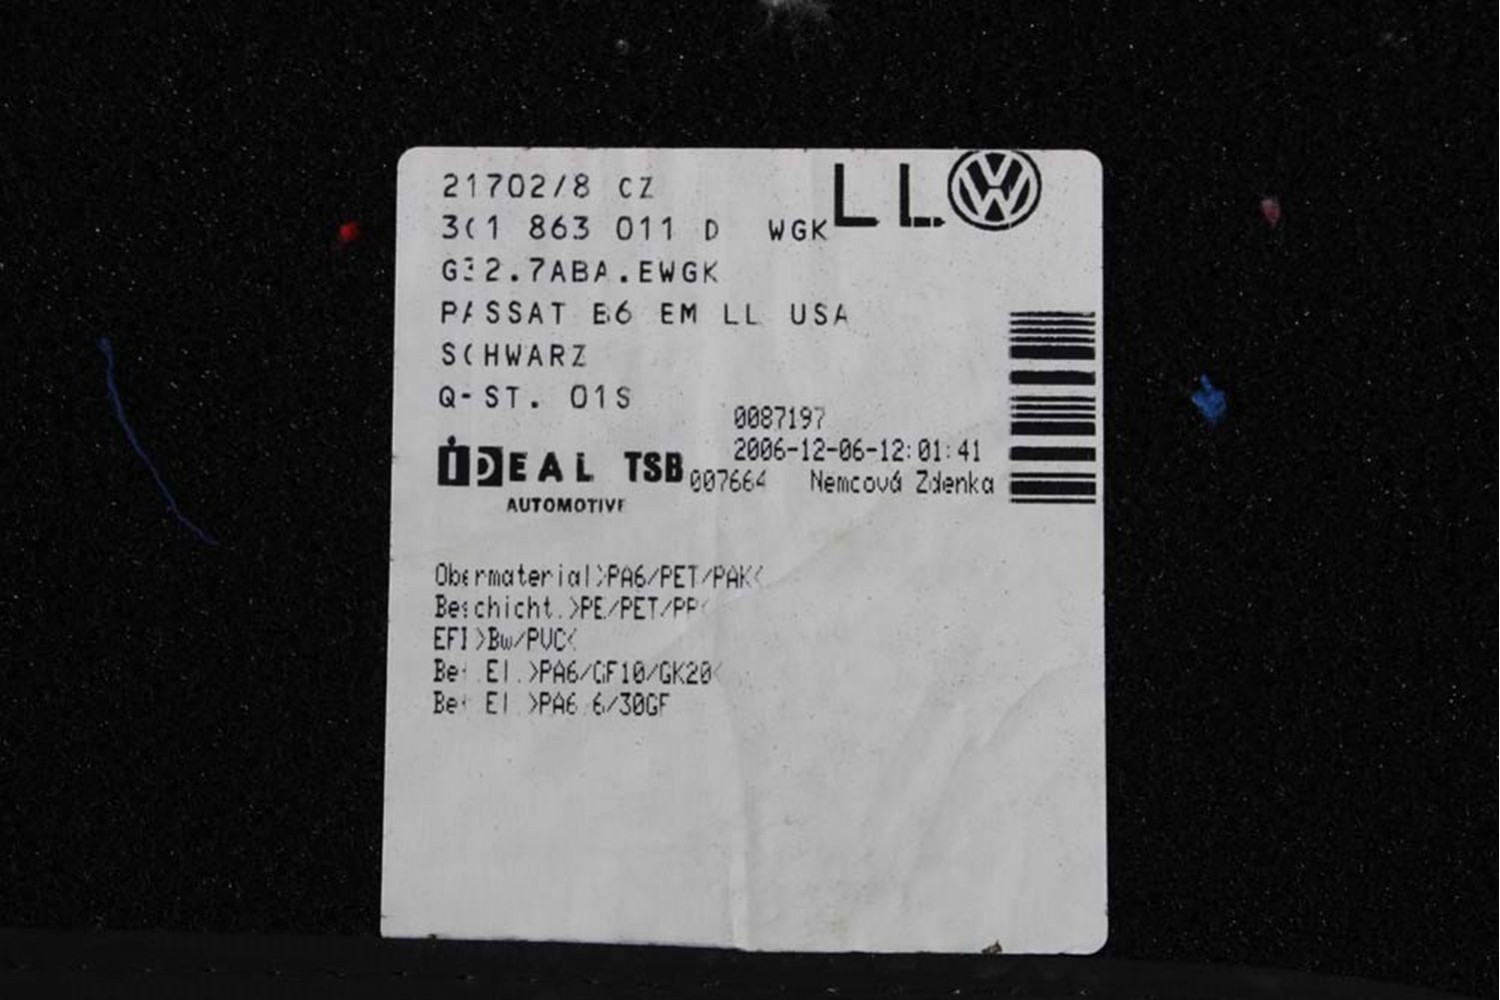 21702/8 CZ
3C1 863 011 D WGK LL
G32.7ABA.EWGK
PASSAT B6 EM LL USA
SCHWARZ
Q-ST. 01S
0087197
2006-12-06-12:01:41
IDEAL TSB 007664 Nemcová Zdenka
AUTOMOTIVE
Obermaterial>PA6/PET/PAK<
Beschicht.>PE/PET/PP<
EFI>Bw/PVC<
Bef.El.>PA6/GF10/GK20<
Bef.El.>PA6.6/30GF